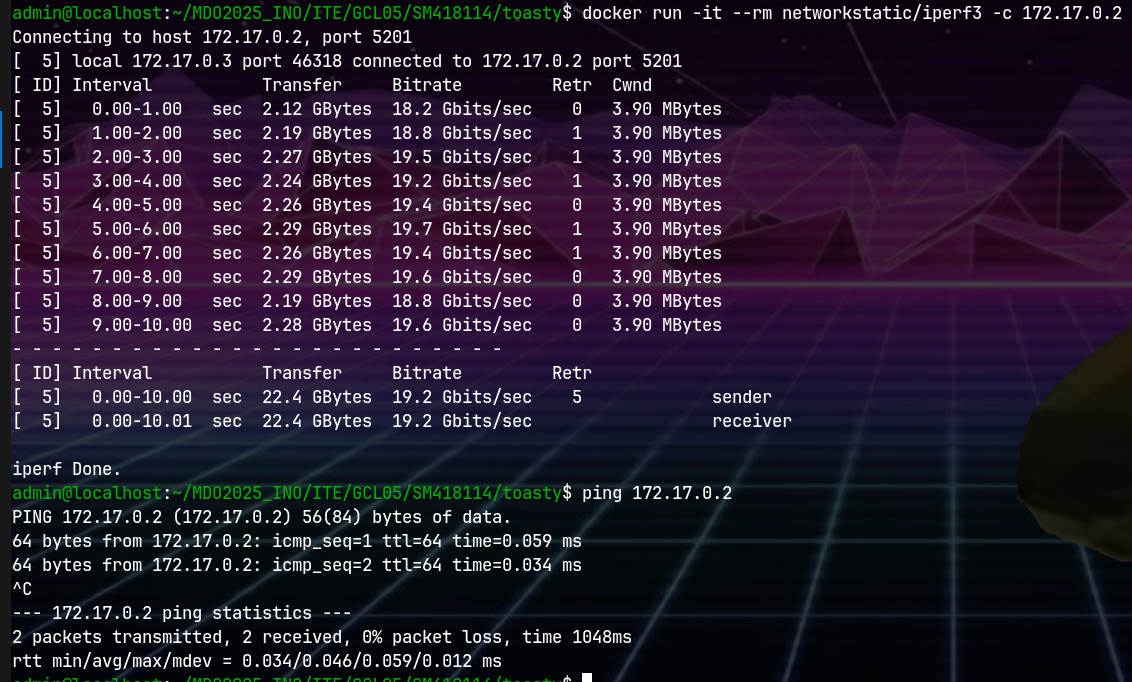 admin@localhost:~/MDO2025_INO/ITE/GCL05/SM418114/toasty$ docker run -it --rm networkstatic/iperf3 -c 172.17.0.2
Connecting to host 172.17.0.2, port 5201
[  5] local 172.17.0.3 port 46318 connected to 172.17.0.2 port 5201
[ ID] Interval           Transfer     Bitrate         Retr  Cwnd
[  5]   0.00-1.00   sec  2.12 GBytes  18.2 Gbits/sec    0   3.90 MBytes
[  5]   1.00-2.00   sec  2.19 GBytes  18.8 Gbits/sec    1   3.90 MBytes
[  5]   2.00-3.00   sec  2.27 GBytes  19.5 Gbits/sec    1   3.90 MBytes
[  5]   3.00-4.00   sec  2.24 GBytes  19.2 Gbits/sec    1   3.90 MBytes
[  5]   4.00-5.00   sec  2.26 GBytes  19.4 Gbits/sec    0   3.90 MBytes
[  5]   5.00-6.00   sec  2.29 GBytes  19.7 Gbits/sec    1   3.90 MBytes
[  5]   6.00-7.00   sec  2.26 GBytes  19.4 Gbits/sec    1   3.90 MBytes
[  5]   7.00-8.00   sec  2.29 GBytes  19.6 Gbits/sec    0   3.90 MBytes
[  5]   8.00-9.00   sec  2.19 GBytes  18.8 Gbits/sec    0   3.90 MBytes
[  5]   9.00-10.00  sec  2.28 GBytes  19.6 Gbits/sec    0   3.90 MBytes
- - - - - - - - - - - - - - - - - - - - - - - - -
[ ID] Interval           Transfer     Bitrate         Retr
[  5]   0.00-10.00  sec  22.4 GBytes  19.2 Gbits/sec    5             sender
[  5]   0.00-10.01  sec  22.4 GBytes  19.2 Gbits/sec                  receiver
iperf Done.
admin@localhost:~/MDO2025_INO/ITE/GCL05/SM418114/toasty$ ping 172.17.0.2
PING 172.17.0.2 (172.17.0.2) 56(84) bytes of data.
64 bytes from 172.17.0.2: icmp_seq=1 ttl=64 time=0.059 ms
64 bytes from 172.17.0.2: icmp_seq=2 ttl=64 time=0.034 ms
^C
--- 172.17.0.2 ping statistics ---
2 packets transmitted, 2 received, 0% packet loss, time 1048ms
rtt min/avg/max/mdev = 0.034/0.046/0.059/0.012 ms
admin@localhost:~/MDO2025_INO/ITE/GCL05/SM418114/toasty$